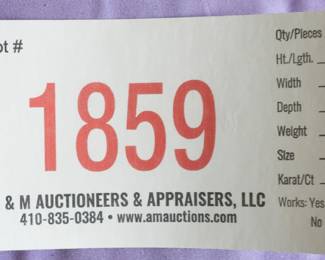 ot #
1859
& M AUCTIONEERS & APPRAISERS, LLC
410-835-0384 • www.amauctions.com
Qty/Pieces
Ht./Lgth.
Width
Depth
Weight
Size
Karat/Ct
Works: Yes
No